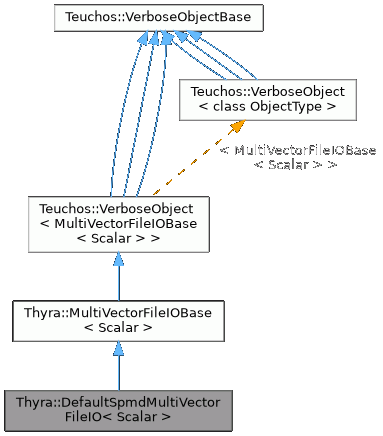 Teuchos::VerboseObjectBase
Teuchos::VerboseObject
< class ObjectType >
< MultiVectorFileIOBase
< Scalar > >
Teuchos::VerboseObject
< MultiVectorFileIOBase
< Scalar > >
Thyra::MultiVectorFileIOBase
< Scalar >
Thyra::DefaultSpmdMultiVector
FileIO< Scalar >